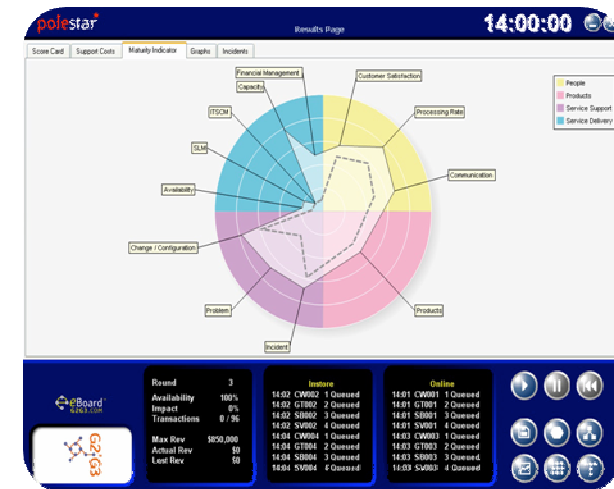 polestar
Results Page
14:00:00
Score Card
Support Costs
Maturity Indicator
Graphs
Incidents
Financial Management
Capacity
Customer Satisfaction
ITSCM
Processing Rate
SLM
Communication
Availability
Change / Configuration
Problem
Products
Incident
People
Products
Service Support
Service Delivery
eBoard
G2G3.COM
G2G3
Round 3
Availability 100%
Impact 0%
Transactions 0 / 96
Max Rev $850,000
Actual Rev $0
Lost Rev $0
Instore
14:02 CW002 1 Queued
14:02 GT002 2 Queued
14:02 SB002 3 Queued
14:02 SV002 4 Queued
14:04 CW004 1 Queued
14:04 GT004 2 Queued
14:04 SB004 3 Queued
14:04 SV004 4 Queued
Online
14:01 CW001 1 Queued
14:01 GT001 2 Queued
14:01 SB001 3 Queued
14:01 SV001 4 Queued
14:03 CW003 1 Queued
14:03 GT003 2 Queued
14:03 SB003 3 Queued
14:03 SV003 4 Queued